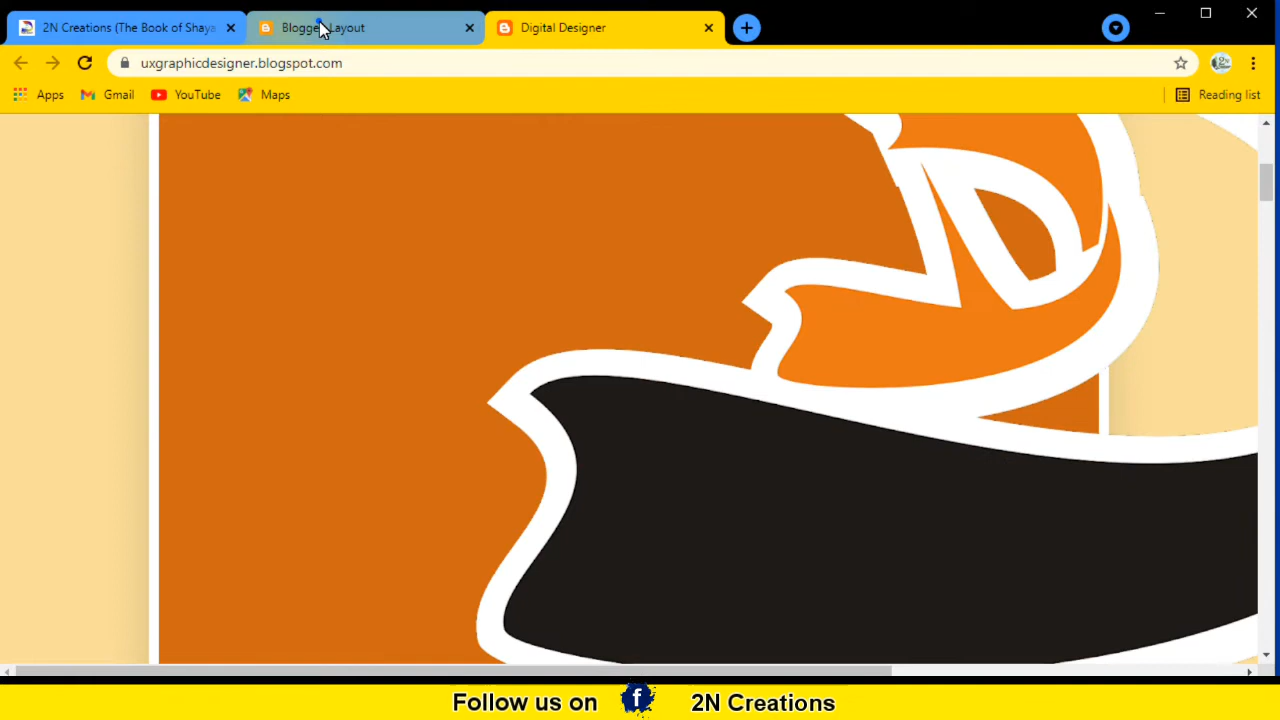 2N Creations (The Book of Shaya
Blogger Layout
Digital Designer
uxgraphicdesigner.blogspot.com
Apps
Gmail
YouTube
Maps
Reading list
D
Follow us on f 2N Creations